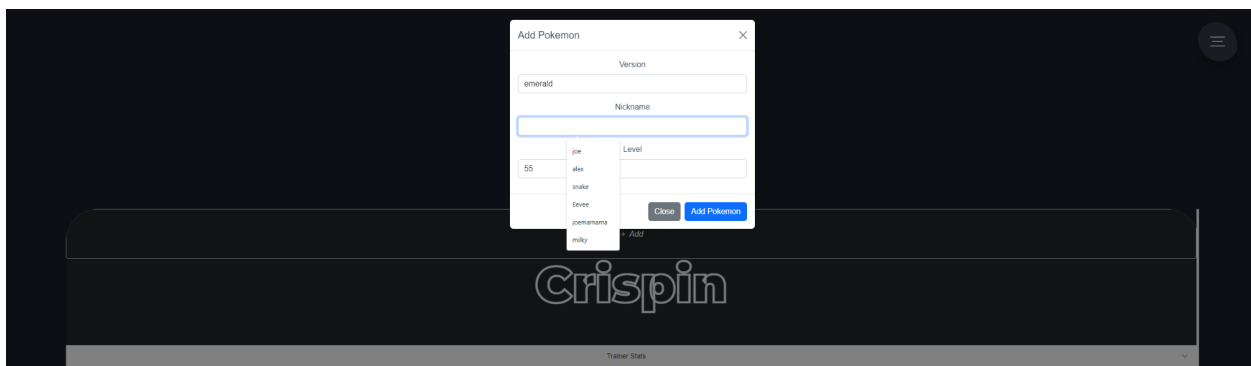 Add Pokemon
Version
emerald
Nickname
Level
joe
55
alex
snake
Eevee
joemamama
milky
Close Add Pokemon
+ Add
Crispin
Trainer Stats